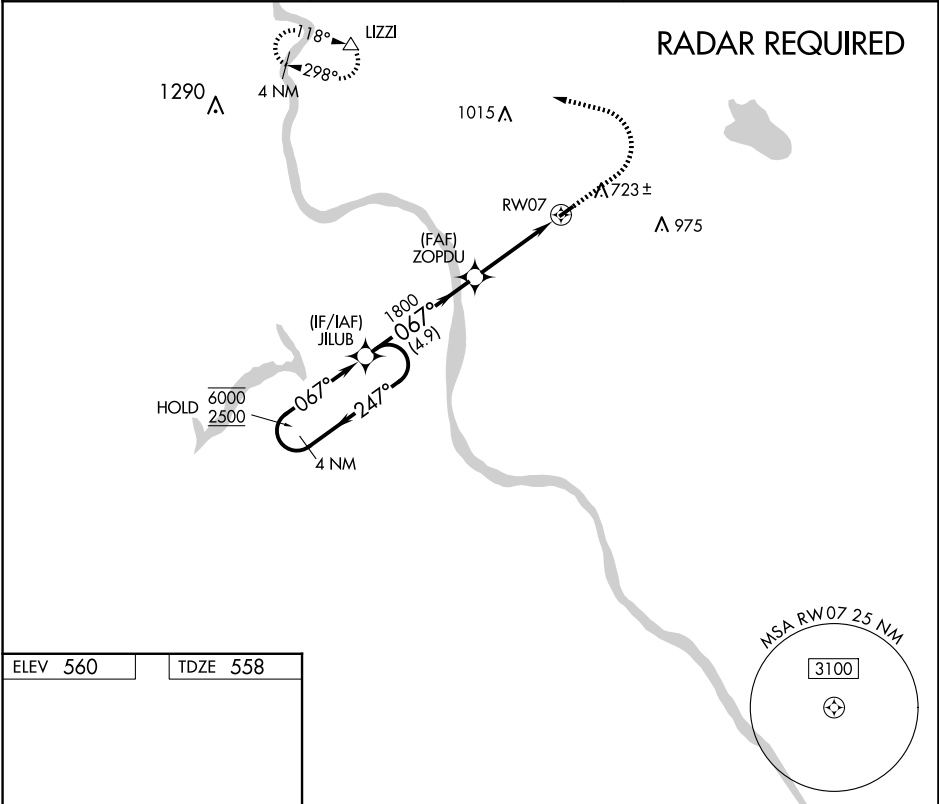 118°
LIZZI
RADAR REQUIRED
298°
4 NM
1290
1015
RW07
723 ±
975
(FAF)
ZOPDU
1800
067°
(4.9)
(IF/IAF)
JILUB
067°
247°
HOLD 6000
2500
4 NM
MSA RW07 25 NM
3100
ELEV 560
TDZE 558